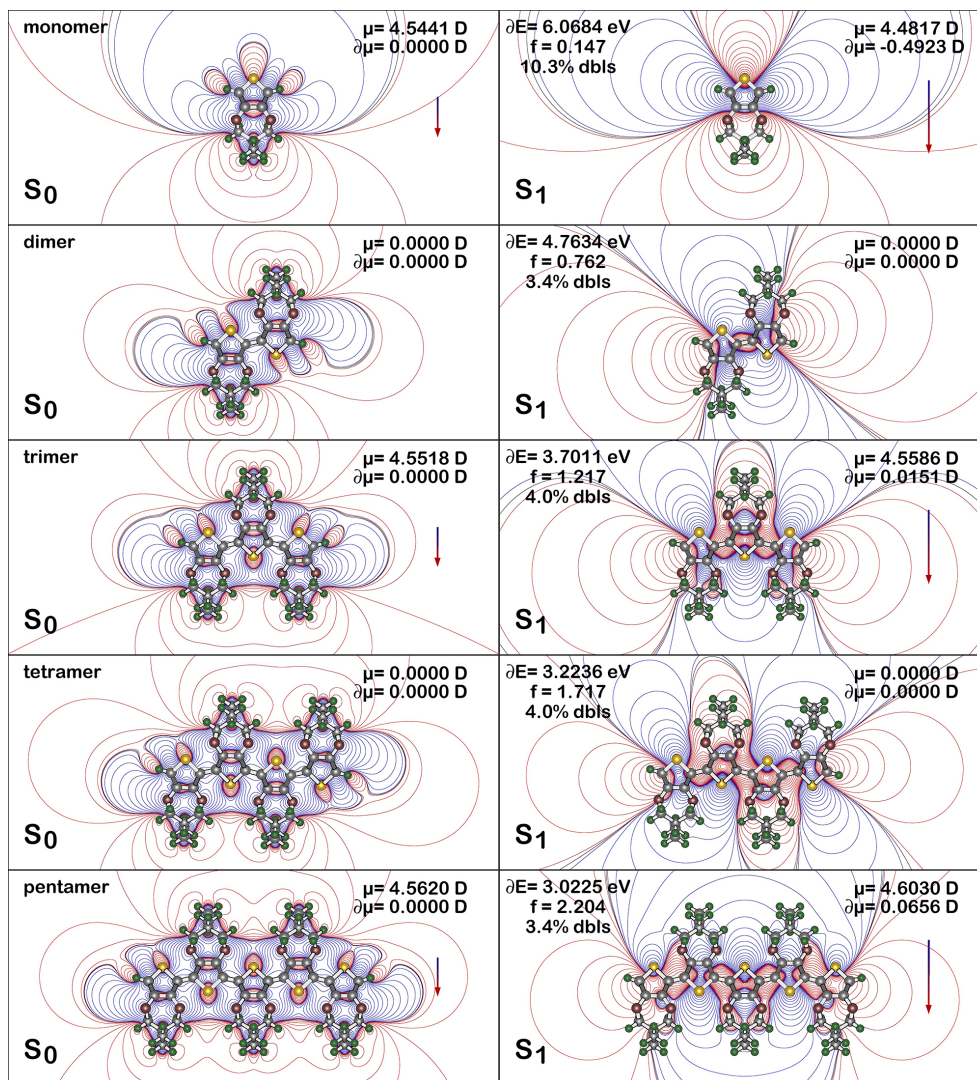 monomer
μ= 4.5441 D
∂μ= 0.0000 D
S0
∂E= 6.0684 eV
f = 0.147
10.3% dbls
μ= 4.4817 D
∂μ= -0.4923 D
S1
dimer
μ= 0.0000 D
∂μ= 0.0000 D
S0
∂E= 4.7634 eV
f = 0.762
3.4% dbls
μ= 0.0000 D
∂μ= 0.0000 D
S1
trimer
μ= 4.5518 D
∂μ= 0.0000 D
S0
∂E= 3.7011 eV
f = 1.217
4.0% dbls
μ= 4.5586 D
∂μ= 0.0151 D
S1
tetramer
μ= 0.0000 D
∂μ= 0.0000 D
S0
∂E= 3.2236 eV
f = 1.717
4.0% dbls
μ= 0.0000 D
∂μ= 0.0000 D
S1
pentamer
μ= 4.5620 D
∂μ= 0.0000 D
S0
∂E= 3.0225 eV
f = 2.204
3.4% dbls
μ= 4.6030 D
∂μ= 0.0656 D
S1